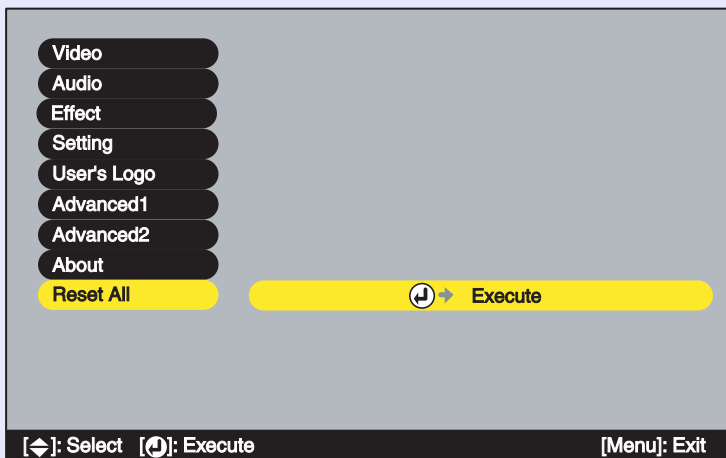 Video
Audio
Effect
Setting
User's Logo
Advanced1
Advanced2
About
Reset All Execute
[]: Select []: Execute [Menu]: Exit